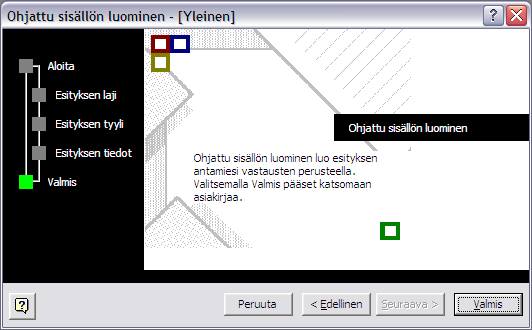 Ohjattu sisällön luominen - [Yleinen]
Aloita
Esityksen laji
Esityksen tyyli
Esityksen tiedot
Valmis
Ohjattu sisällön luominen
Ohjattu sisällön luominen luo esityksen
antamiesi vastausten perusteella.
Valitsemalla Valmis pääset katsomaan
asiakirjaa.
Peruuta
< Edellinen
Seuraava >
Valmis